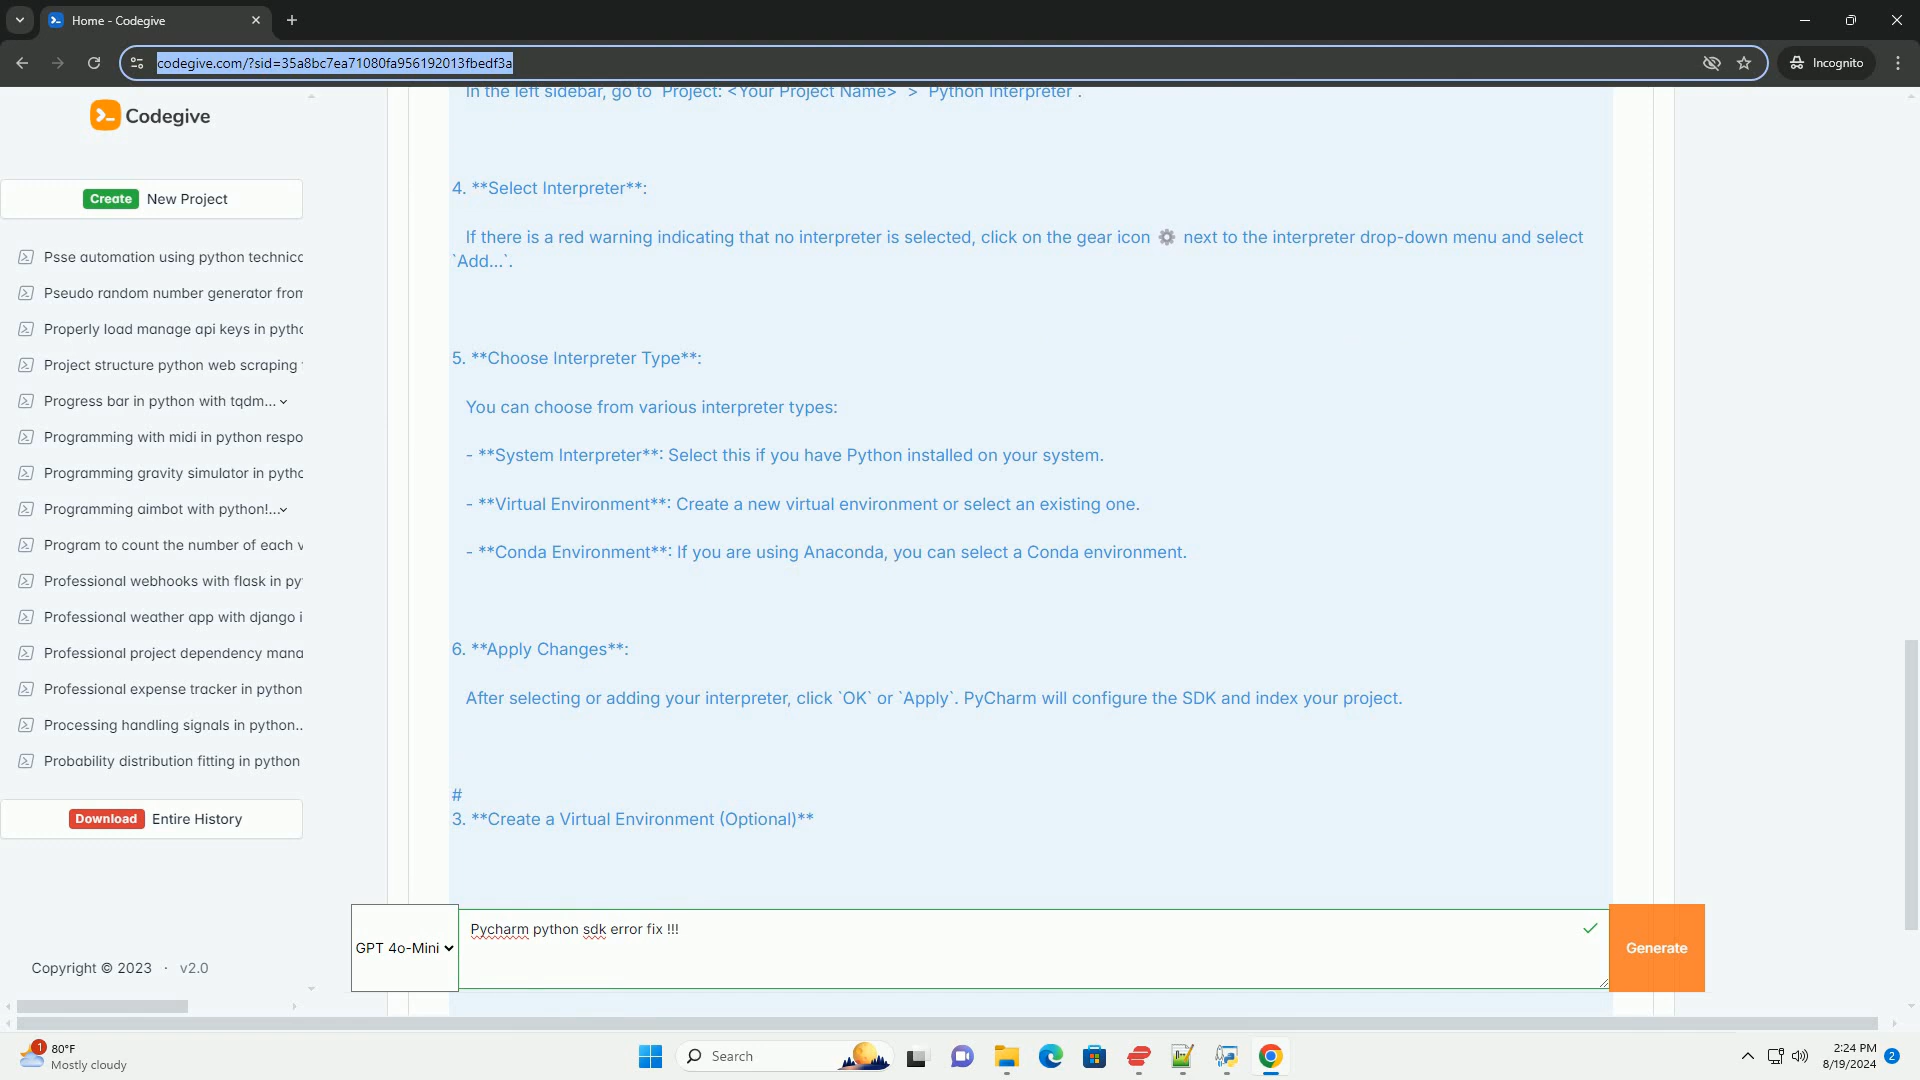 Home - Codegive
codegive.com/?sid=35a8bc7ea71080fa956192013fbedf3a
Incognito
Codegive
Create New Project
Psse automation using python technic
Pseudo random number generator from
Properly load manage api keys in pytho
Project structure python web scraping
Progress bar in python with tqdm...
Programming with midi in python respo
Programming gravity simulator in pytho
Programming aimbot with python!...
Program to count the number of each v
Professional webhooks with flask in py
Professional weather app with django i
Professional project dependency mana
Professional expense tracker in python
Processing handling signals in python..
Probability distribution fitting in python
Download Entire History
Copyright © 2023 · v2.0
In the left sidebar, go to `Project: <Your Project Name>` > `Python Interpreter`.
4. **Select Interpreter**:
If there is a red warning indicating that no interpreter is selected, click on the gear icon ⚙️ next to the interpreter drop-down menu and select
`Add...`.
5. **Choose Interpreter Type**:
You can choose from various interpreter types:
- **System Interpreter**: Select this if you have Python installed on your system.
- **Virtual Environment**: Create a new virtual environment or select an existing one.
- **Conda Environment**: If you are using Anaconda, you can select a Conda environment.
6. **Apply Changes**:
After selecting or adding your interpreter, click `OK` or `Apply`. PyCharm will configure the SDK and index your project.
#
3. **Create a Virtual Environment (Optional)**
GPT 4o-Mini
Pycharm python sdk error fix !!!
Generate
1
80°F
Mostly cloudy
Search
2:24 PM
8/19/2024
2